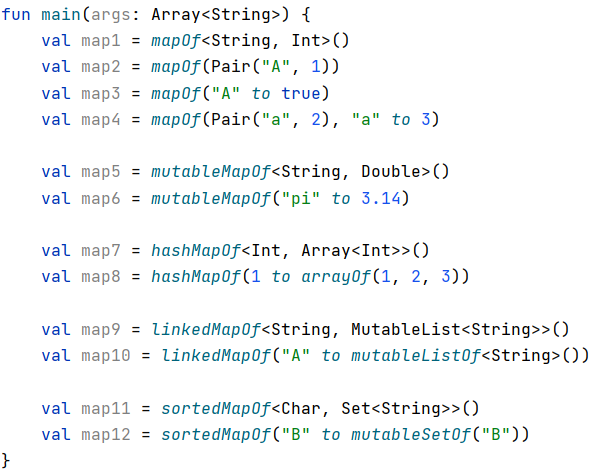 fun main(args: Array<String>) {
    val map1 = mapOf<String, Int>()
    val map2 = mapOf(Pair("A", 1))
    val map3 = mapOf("A" to true)
    val map4 = mapOf(Pair("a", 2), "a" to 3)

    val map5 = mutableMapOf<String, Double>()
    val map6 = mutableMapOf("pi" to 3.14)

    val map7 = hashMapOf<Int, Array<Int>>()
    val map8 = hashMapOf(1 to arrayOf(1, 2, 3))

    val map9 = linkedMapOf<String, MutableList<String>>()
    val map10 = linkedMapOf("A" to mutableListOf<String>())

    val map11 = sortedMapOf<Char, Set<String>>()
    val map12 = sortedMapOf("B" to mutableSetOf("B"))
}